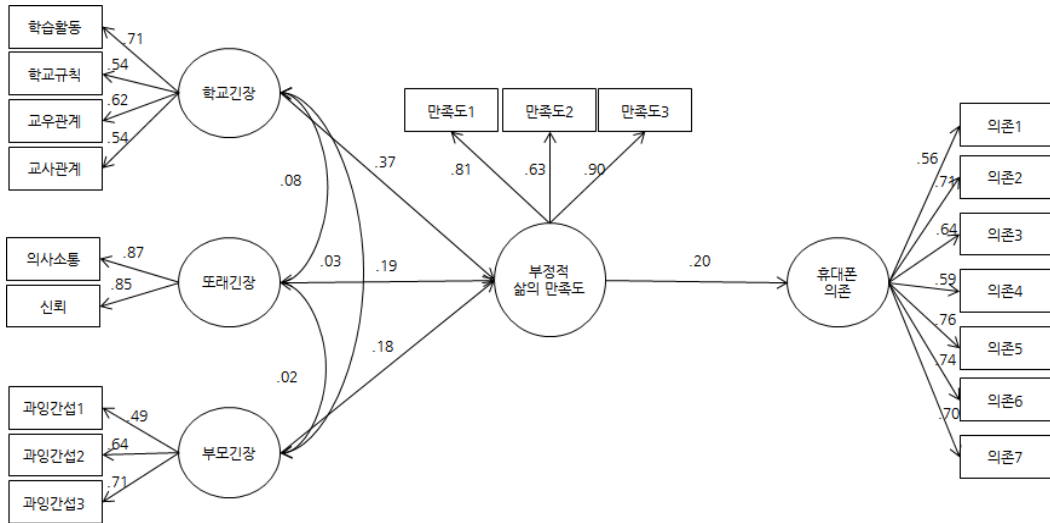 학습활동
.71
학교규칙
.54
교우관계
.62
교사관계
.54
학교긴장
의사소통
.87
신뢰
.85
또래긴장
과잉간섭1
.49
과잉간섭2
.64
과잉간섭3
.71
부모긴장
.08
.03
.02
.37
.19
.18
만족도1
만족도2
만족도3
.81
.63
.90
부정적
삶의 만족도
.20
휴대폰
의존
의존1
.56
의존2
.71
의존3
.64
의존4
.59
의존5
.76
의존6
.74
의존7
.70